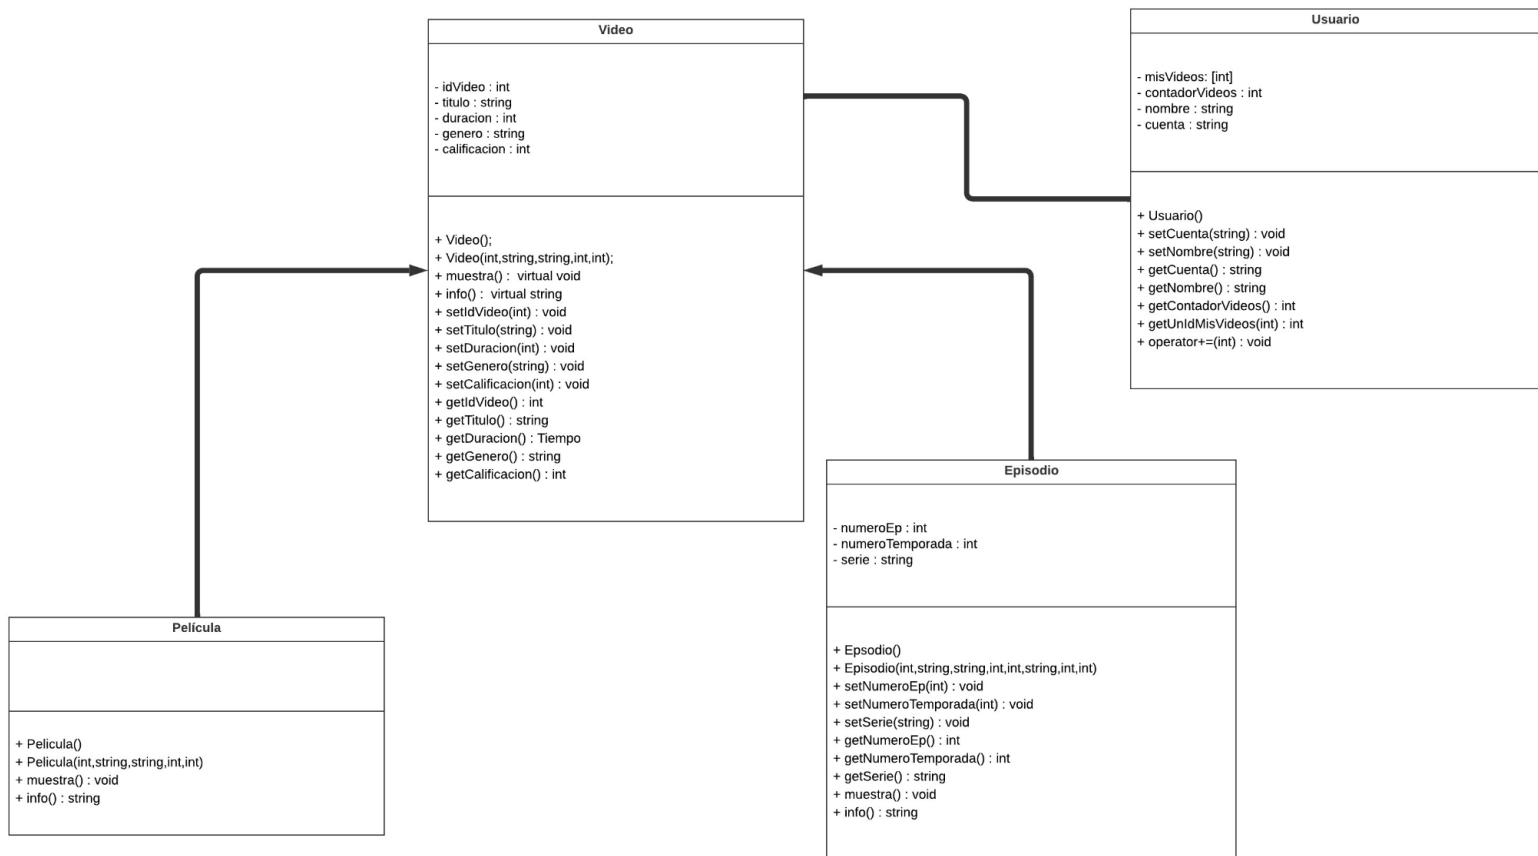 Video
- idVideo : int
- titulo : string
- duracion : int
- genero : string
- calificacion : int
+ Video();
+ Video(int,string,string,int,int);
+ muestra() : virtual void
+ info() : virtual string
+ setIdVideo(int) : void
+ setTitulo(string) : void
+ setDuracion(int) : void
+ setGenero(string) : void
+ setCalificacion(int) : void
+ getIdVideo() : int
+ getTitulo() : string
+ getDuracion() : Tiempo
+ getGenero() : string
+ getCalificacion() : int
Usuario
- misVideos: [int]
- contadorVideos : int
- nombre : string
- cuenta : string
+ Usuario()
+ setCuenta(string) : void
+ setNombre(string) : void
+ getCuenta() : string
+ getNombre() : string
+ getContadorVideos() : int
+ getUnIdMisVideos(int) : int
+ operator+=(int) : void
Película
+ Pelicula()
+ Pelicula(int,string,string,int,int)
+ muestra() : void
+ info() : string
Episodio
- numeroEp : int
- numeroTemporada : int
- serie : string
+ Epsodio()
+ Episodio(int,string,string,int,int,string,int,int)
+ setNumeroEp(int) : void
+ setNumeroTemporada(int) : void
+ setSerie(string) : void
+ getNumeroEp() : int
+ getNumeroTemporada() : int
+ getSerie() : string
+ muestra() : void
+ info() : string